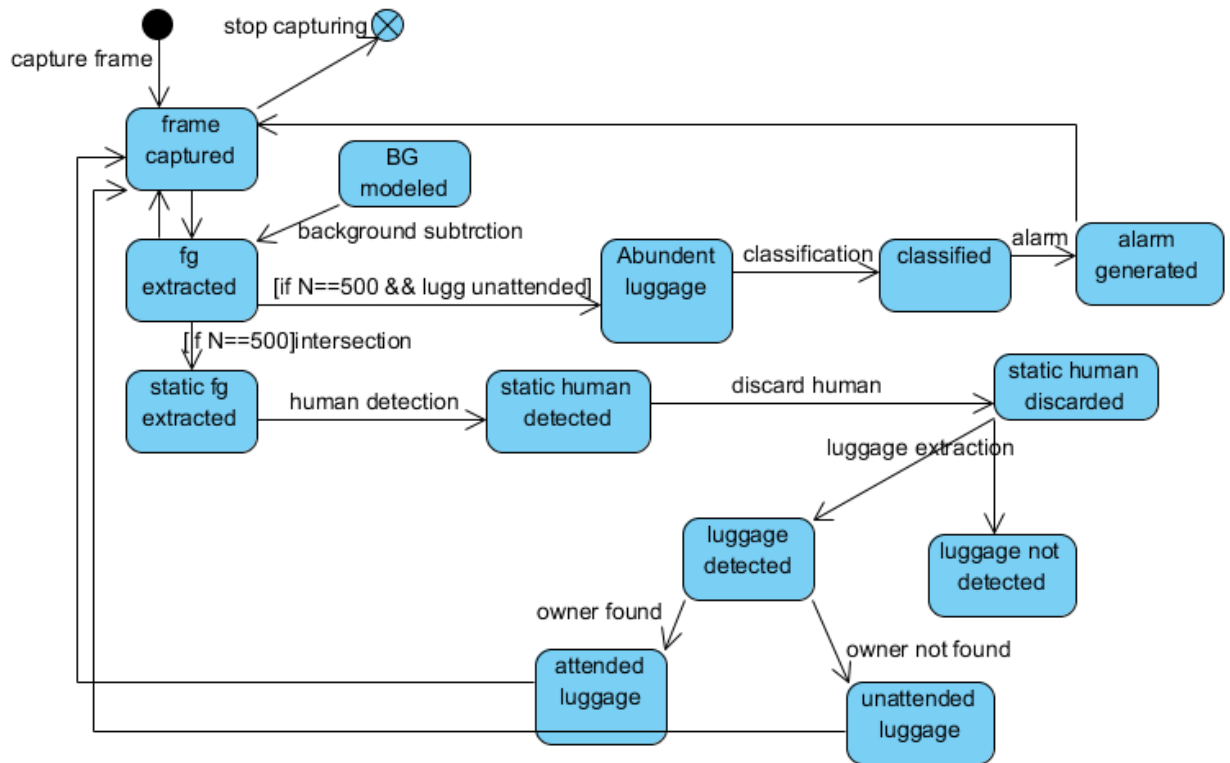 stop capturing
capture frame
frame
captured
BG
modeled
background subtrction
fg
extracted
[if N==500 && lugg unattended]
Abundent
luggage
classification
classified
alarm
alarm
generated
[if N==500]intersection
static fg
extracted
human detection
static human
detected
discard human
static human
discarded
luggage extraction
luggage
detected
luggage not
detected
owner found
owner not found
attended
luggage
unattended
luggage